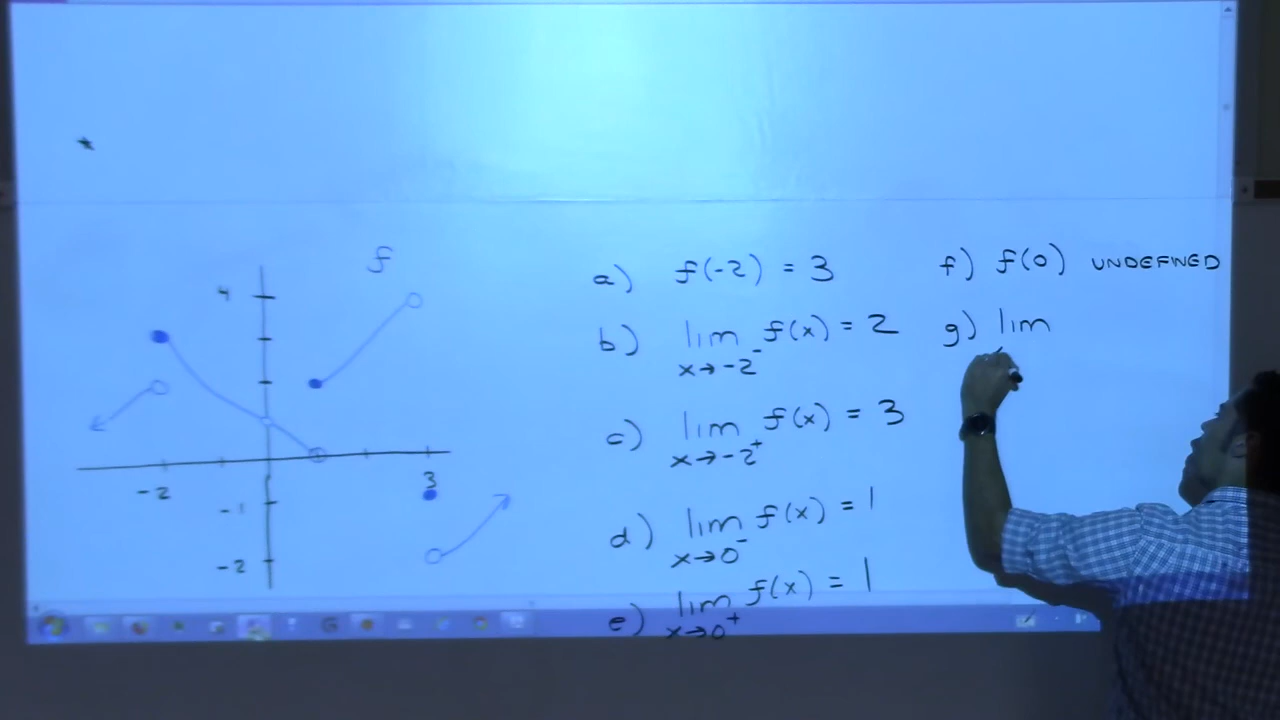 f
4
-2
3
-1
-2
a) f(-2) = 3
b) lim x→-2⁻ f(x) = 2
c) lim x→-2⁺ f(x) = 3
d) lim x→0⁻ f(x) = 1
e) lim x→0⁺ f(x) = 1
f) f(0) UNDEFINED
g) lim